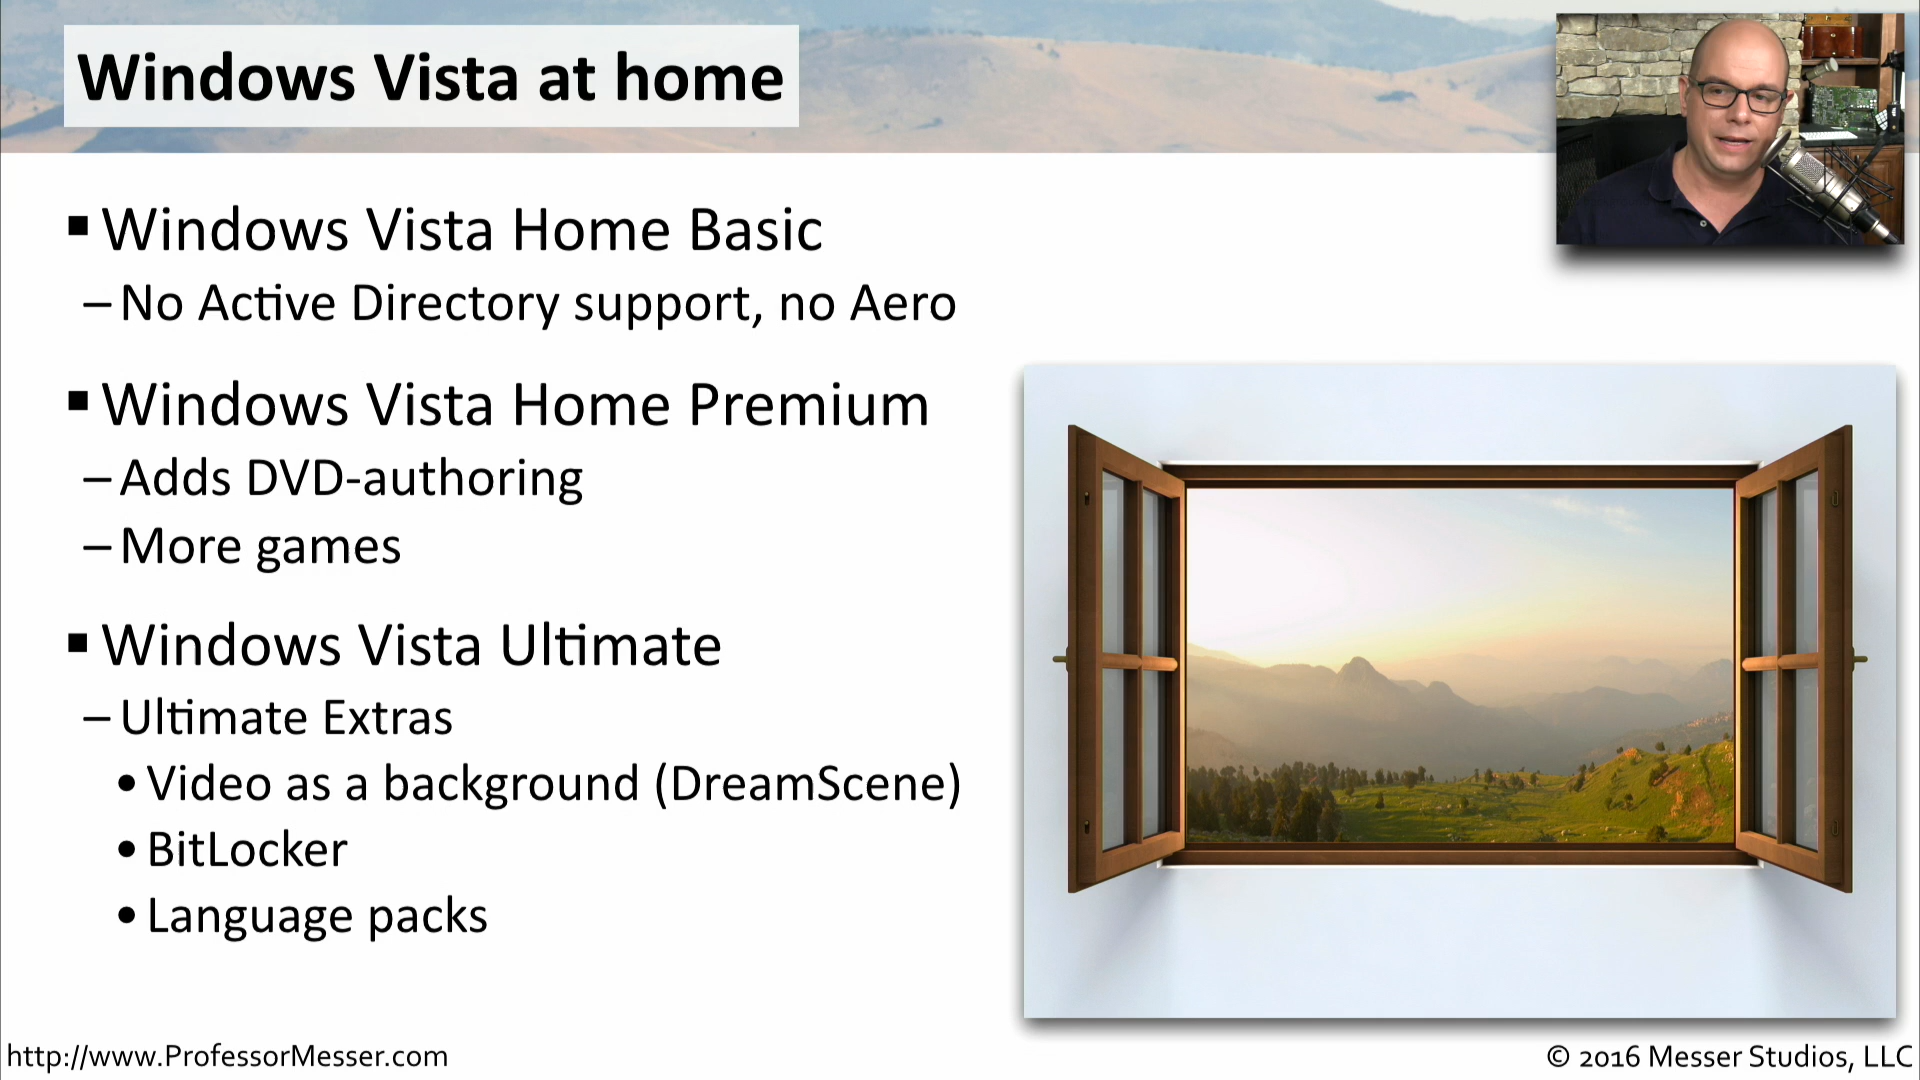 Windows Vista at home
▪ Windows Vista Home Basic
– No Active Directory support, no Aero
▪ Windows Vista Home Premium
– Adds DVD-authoring
– More games
▪ Windows Vista Ultimate
– Ultimate Extras
• Video as a background (DreamScene)
• BitLocker
• Language packs
http://www.ProfessorMesser.com
© 2016 Messer Studios, LLC